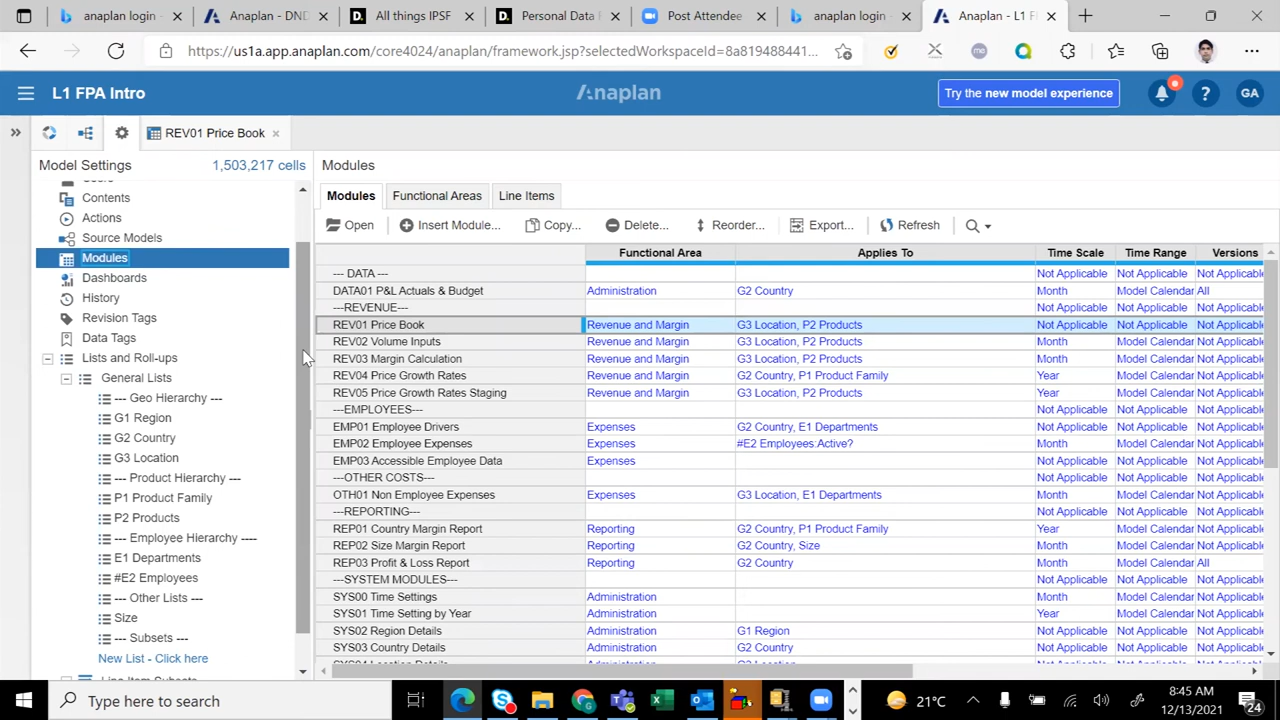 anaplan login -
Anaplan - DND
All things IPSF
Personal Data F
Post Attendee
anaplan login -
Anaplan - L1 F
https://us1a.app.anaplan.com/core4024/anaplan/framework.jsp?selectedWorkspaceId=8a819488441...
L1 FPA Intro
Anaplan
Try the new model experience
?
GA
REV01 Price Book
Model Settings 1,503,217 cells
Contents
Actions
Source Models
Modules
Dashboards
History
Revision Tags
Data Tags
Lists and Roll-ups
General Lists
--- Geo Hierarchy ---
G1 Region
G2 Country
G3 Location
--- Product Hierarchy ---
P1 Product Family
P2 Products
--- Employee Hierarchy ----
E1 Departments
#E2 Employees
--- Other Lists ---
Size
--- Subsets ---
New List - Click here
Modules
Modules Functional Areas Line Items
Open Insert Module... Copy... Delete... Reorder... Export... Refresh
Functional Area Applies To Time Scale Time Range Versions
--- DATA --- Not Applicable Not Applicable Not Applicable
DATA01 P&L Actuals & Budget Administration G2 Country Month Model Calendar All
---REVENUE--- Not Applicable Not Applicable Not Applicable
REV01 Price Book Revenue and Margin G3 Location, P2 Products Not Applicable Not Applicable Not Applicable
REV02 Volume Inputs Revenue and Margin G3 Location, P2 Products Month Model Calendar Not Applicable
REV03 Margin Calculation Revenue and Margin G3 Location, P2 Products Month Model Calendar Not Applicable
REV04 Price Growth Rates Revenue and Margin G2 Country, P1 Product Family Year Model Calendar Not Applicable
REV05 Price Growth Rates Staging Revenue and Margin G3 Location, P2 Products Year Model Calendar Not Applicable
---EMPLOYEES--- Not Applicable Not Applicable Not Applicable
EMP01 Employee Drivers Expenses G2 Country, E1 Departments Not Applicable Not Applicable Not Applicable
EMP02 Employee Expenses Expenses #E2 Employees:Active? Month Model Calendar Not Applicable
EMP03 Accessible Employee Data Expenses Not Applicable Not Applicable Not Applicable
---OTHER COSTS--- Not Applicable Not Applicable Not Applicable
OTH01 Non Employee Expenses Expenses G3 Location, E1 Departments Month Model Calendar Not Applicable
---REPORTING--- Not Applicable Not Applicable Not Applicable
REP01 Country Margin Report Reporting G2 Country, P1 Product Family Year Model Calendar Not Applicable
REP02 Size Margin Report Reporting G2 Country, Size Month Model Calendar Not Applicable
REP03 Profit & Loss Report Reporting G2 Country Month Model Calendar All
---SYSTEM MODULES--- Not Applicable Not Applicable Not Applicable
SYS00 Time Settings Administration Month Model Calendar Not Applicable
SYS01 Time Setting by Year Administration Year Model Calendar Not Applicable
SYS02 Region Details Administration G1 Region Not Applicable Not Applicable Not Applicable
SYS03 Country Details Administration G2 Country Not Applicable Not Applicable Not Applicable
Type here to search
21°C
8:45 AM
12/13/2021
24